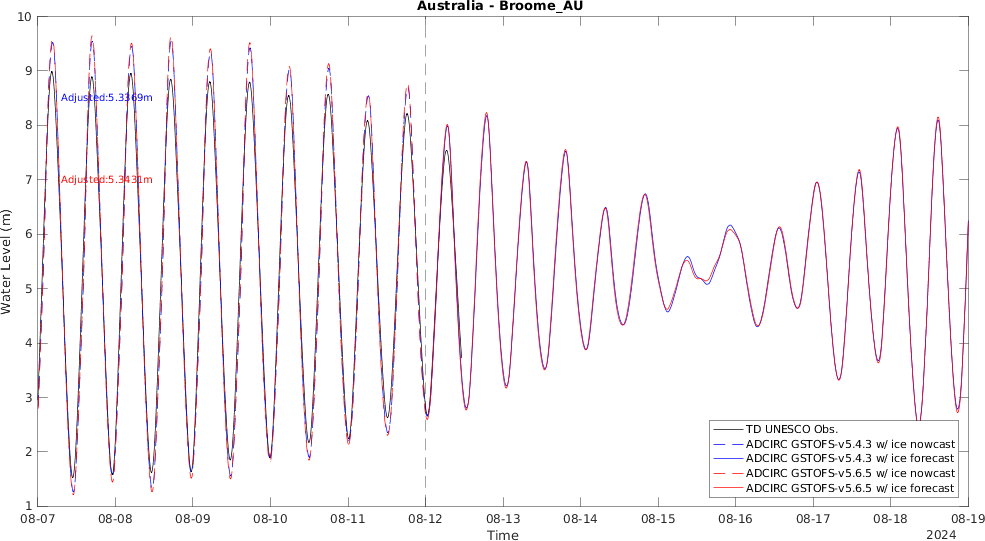 Australia - Broome_AU
10
9
8
7
6
5
4
3
2
1
Water Level (m)
Adjusted:5.3369m
Adjusted:5.3431m
TD UNESCO Obs.
ADCIRC GSTOFS-v5.4.3 w/ ice nowcast
ADCIRC GSTOFS-v5.4.3 w/ ice forecast
ADCIRC GSTOFS-v5.6.5 w/ ice nowcast
ADCIRC GSTOFS-v5.6.5 w/ ice forecast
08-07 08-08 08-09 08-10 08-11 08-12 08-13 08-14 08-15 08-16 08-17 08-18 08-19
Time
2024